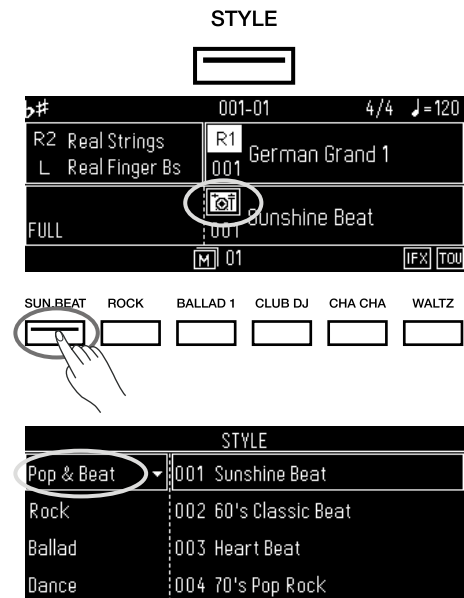 STYLE
♭# 001-01 4/4 ♩=120
R2 Real Strings
L Real Finger Bs
R1
001 German Grand 1
FULL
001 Sunshine Beat
M 01 IFX TOU
SUN.BEAT ROCK BALLAD 1 CLUB DJ CHA CHA WALTZ
STYLE
Pop & Beat 001 Sunshine Beat
Rock 002 60's Classic Beat
Ballad 003 Heart Beat
Dance 004 70's Pop Rock